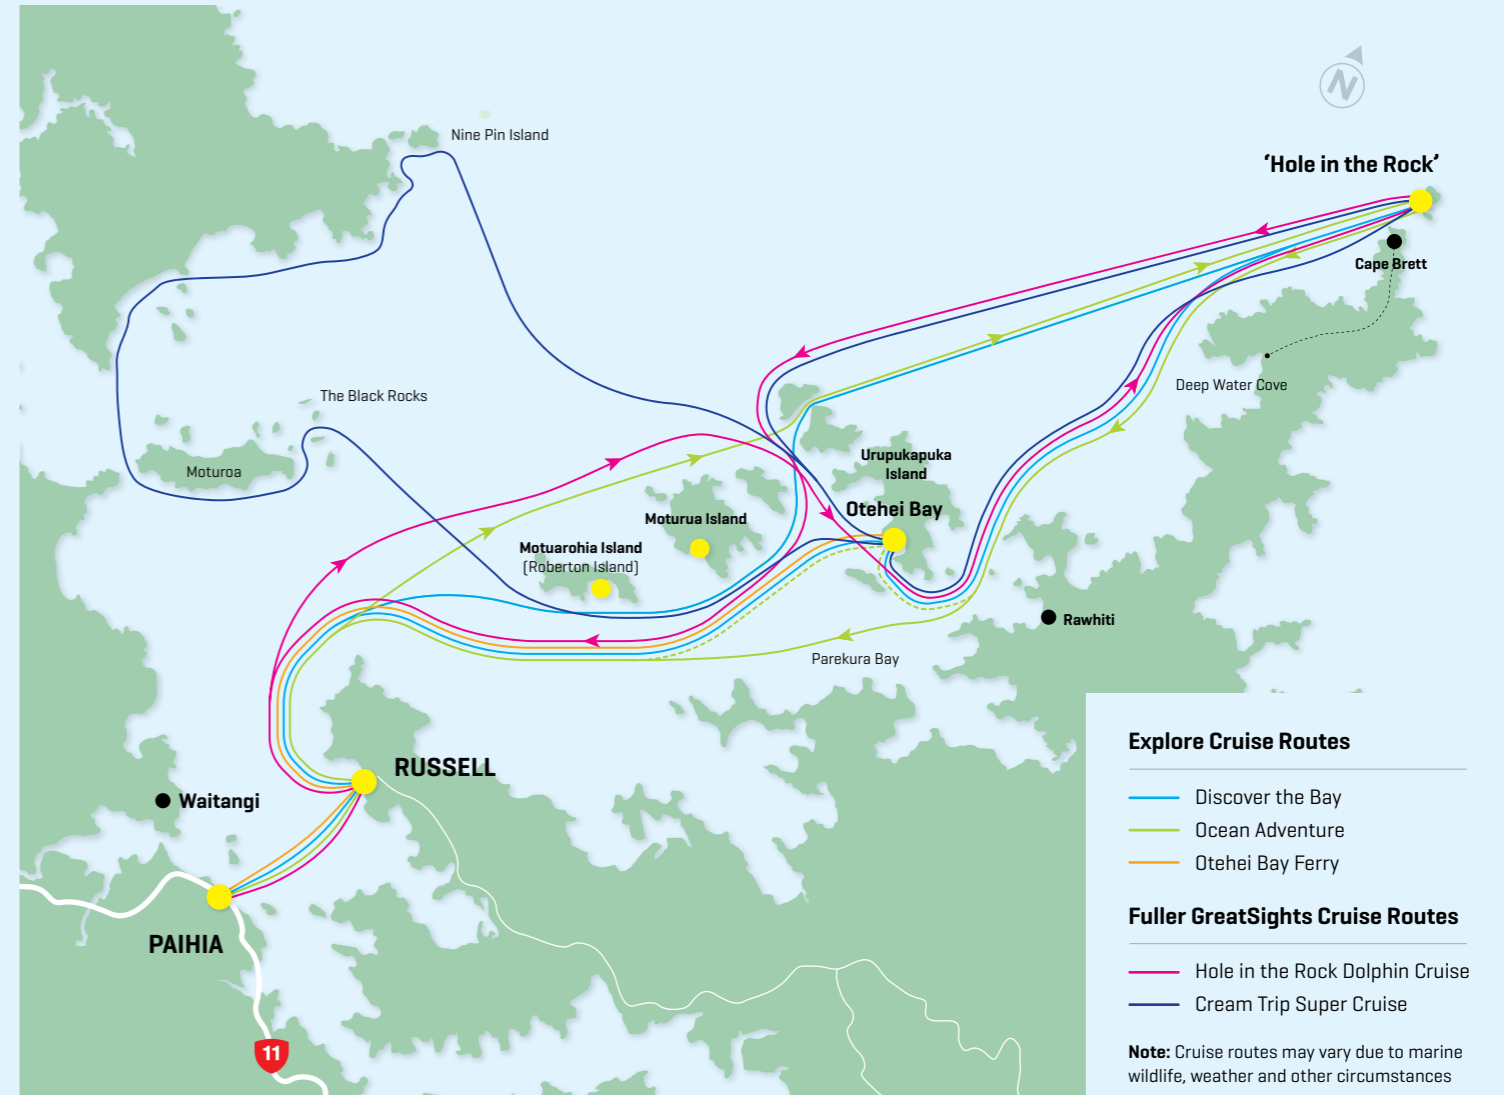 Nine Pin Island
N
'Hole in the Rock'
Cape Brett
Deep Water Cove
The Black Rocks
Moturoa
Urupukapuka
Island
Otehei Bay
Moturua Island
Motuarohia Island
(Roberton Island)
Rawhiti
Parekura Bay
RUSSELL
Waitangi
PAIHIA
11
Explore Cruise Routes
Discover the Bay
Ocean Adventure
Otehei Bay Ferry
Fuller GreatSights Cruise Routes
Hole in the Rock Dolphin Cruise
Cream Trip Super Cruise
Note: Cruise routes may vary due to marine
wildlife, weather and other circumstances